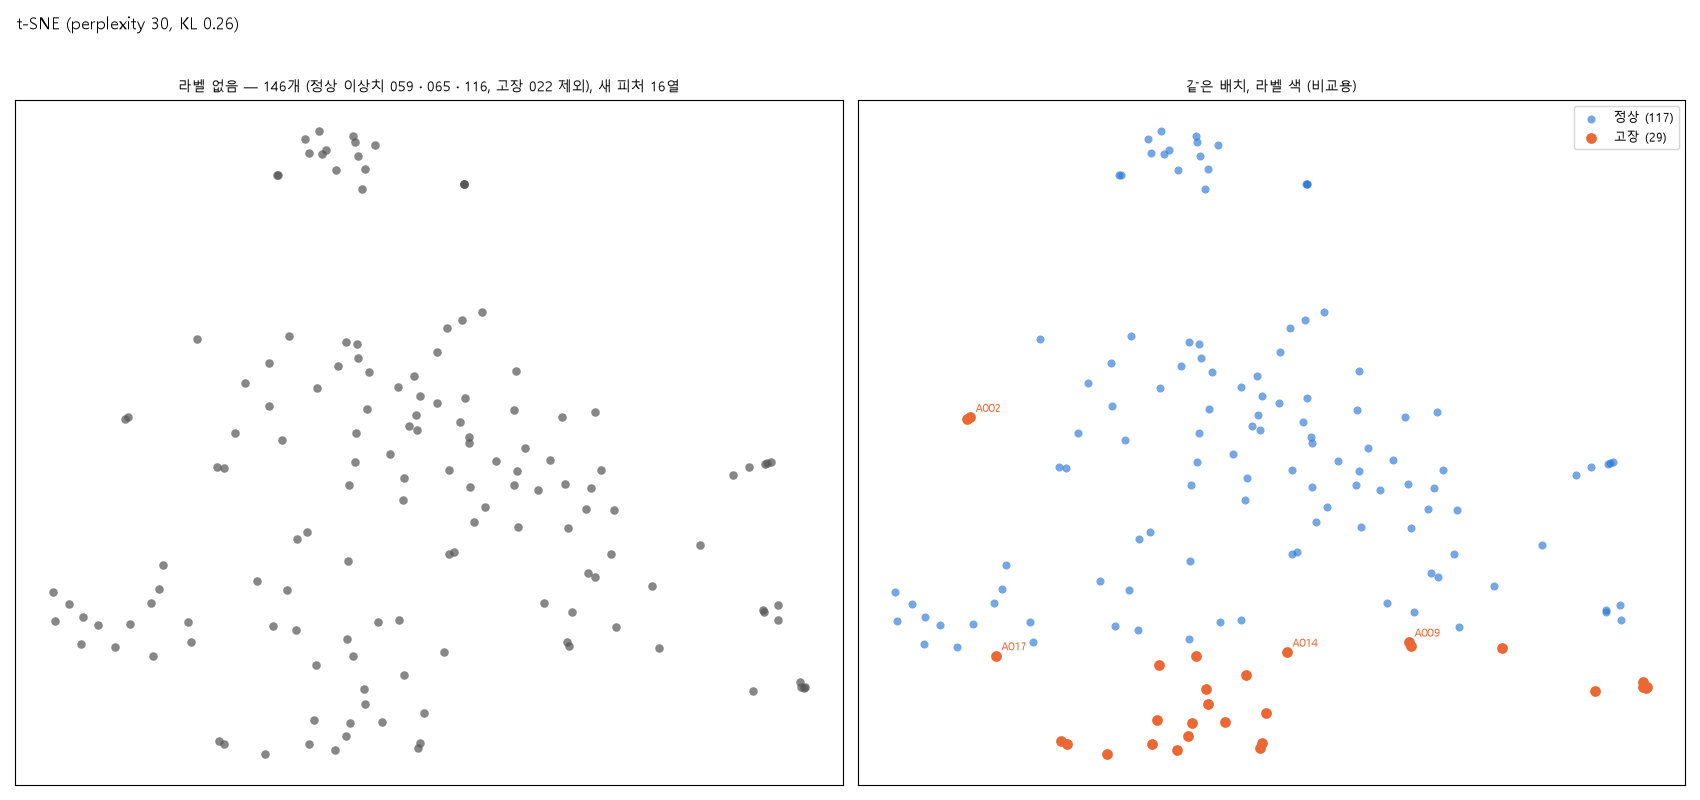 t-SNE (perplexity 30, KL 0.26)
라벨 없음 — 146개 (정상 이상치 059 · 065 · 116, 고장 022 제외), 새 피처 16열
같은 배치, 라벨 색 (비교용)
정상 (117)
고장 (29)
A002
A009
A014
A017